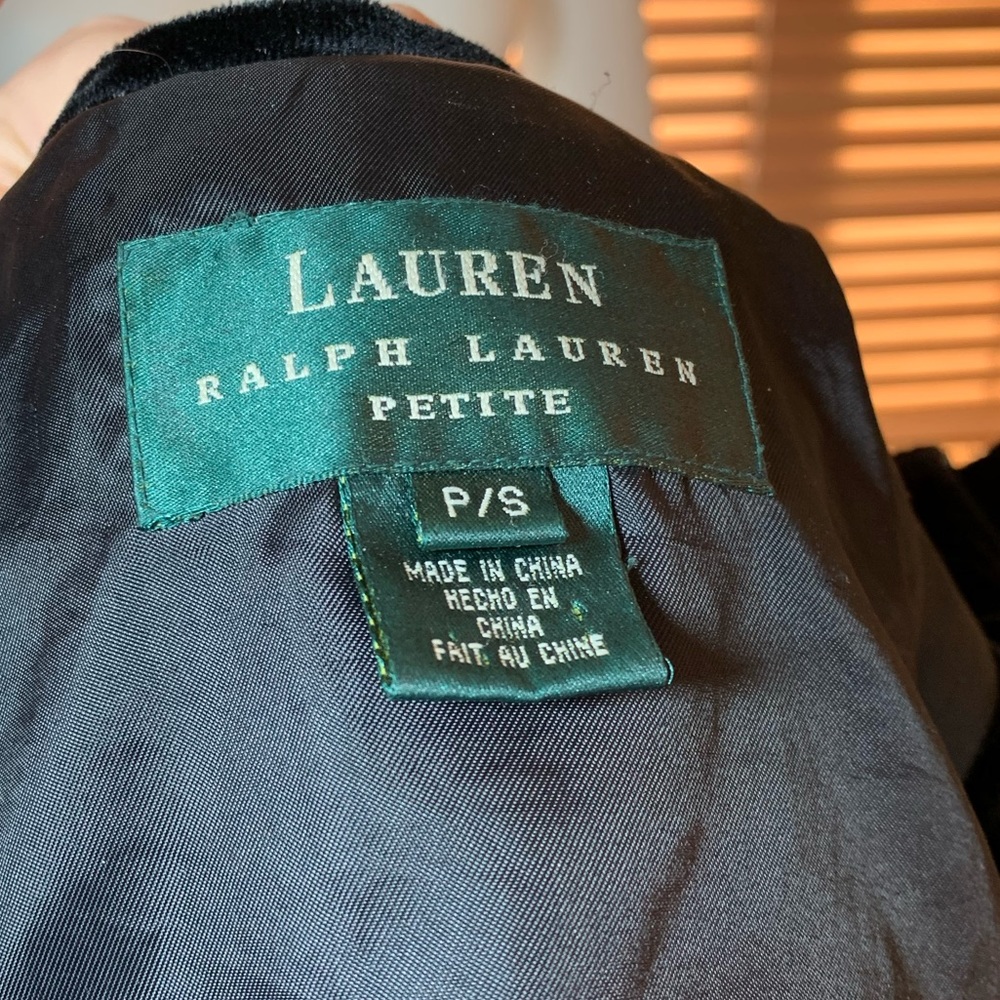 LAUREN
RALPH LAUREN
PETITE
P/S
MADE IN CHINA
HECHO EN
CHINA
FAIT AU CHINE